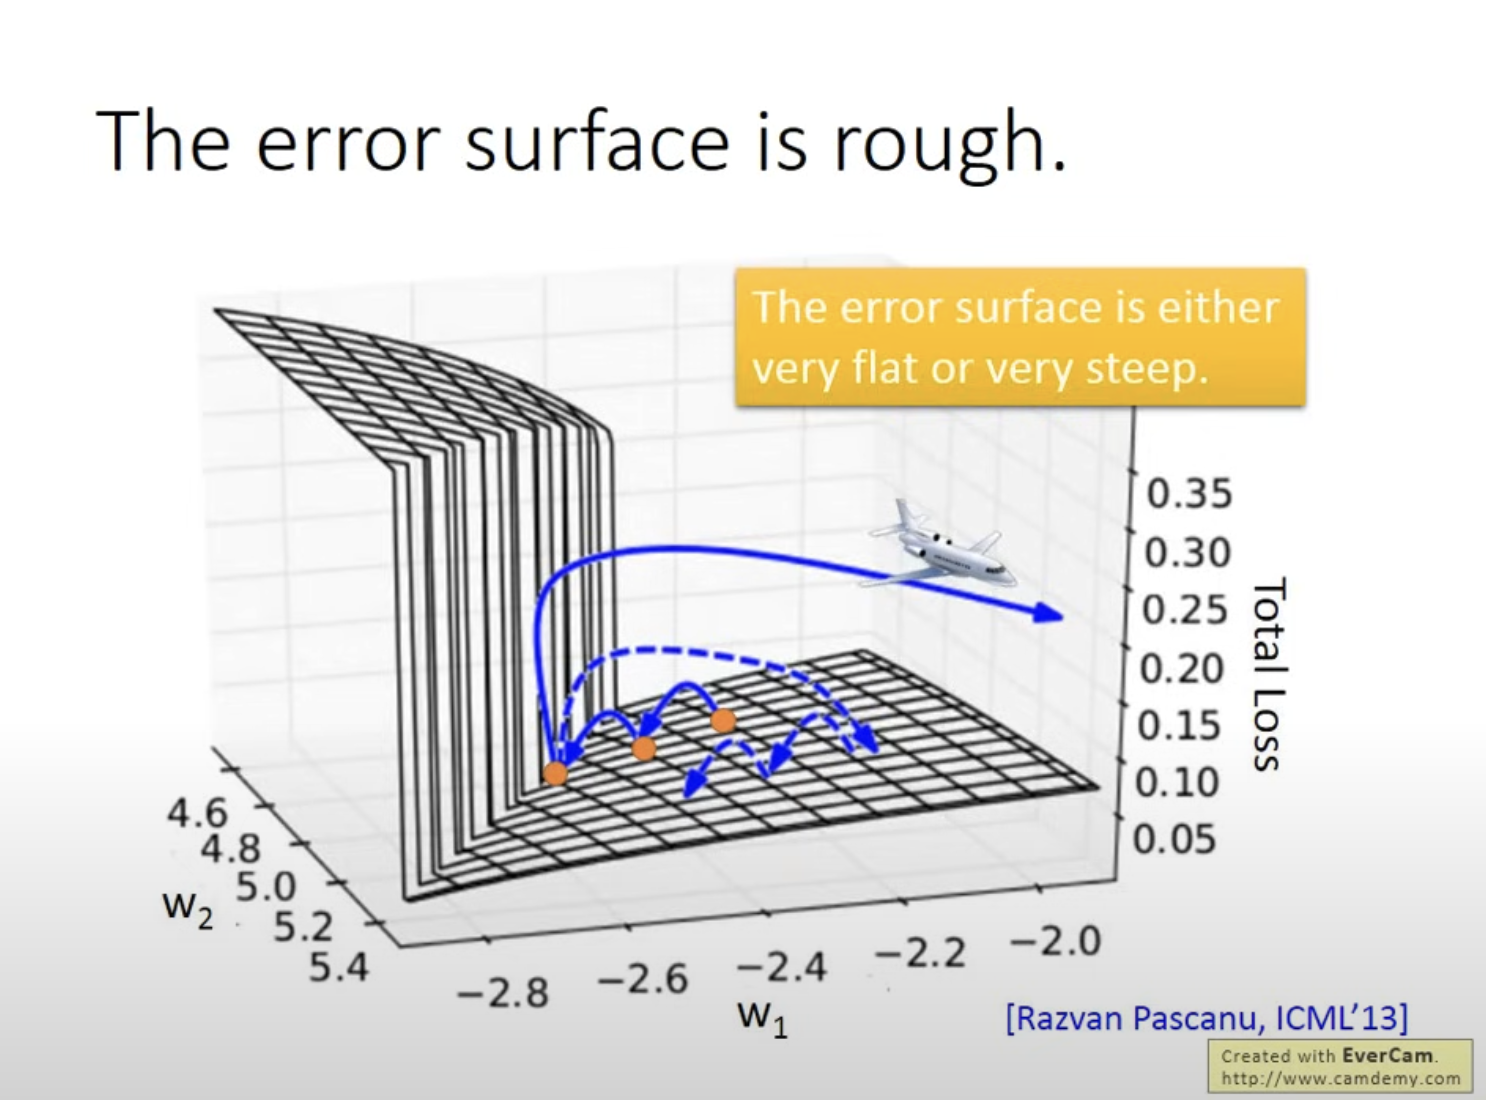 The error surface is rough.
The error surface is either
very flat or very steep.
0.35
0.30
0.25
0.20
0.15
0.10
0.05
Total Loss
4.6
4.8
5.0
5.2
5.4
w₂
−2.8
−2.6
−2.4
−2.2
−2.0
w₁
[Razvan Pascanu, ICML’13]
Created with EverCam.
http://www.camdemy.com